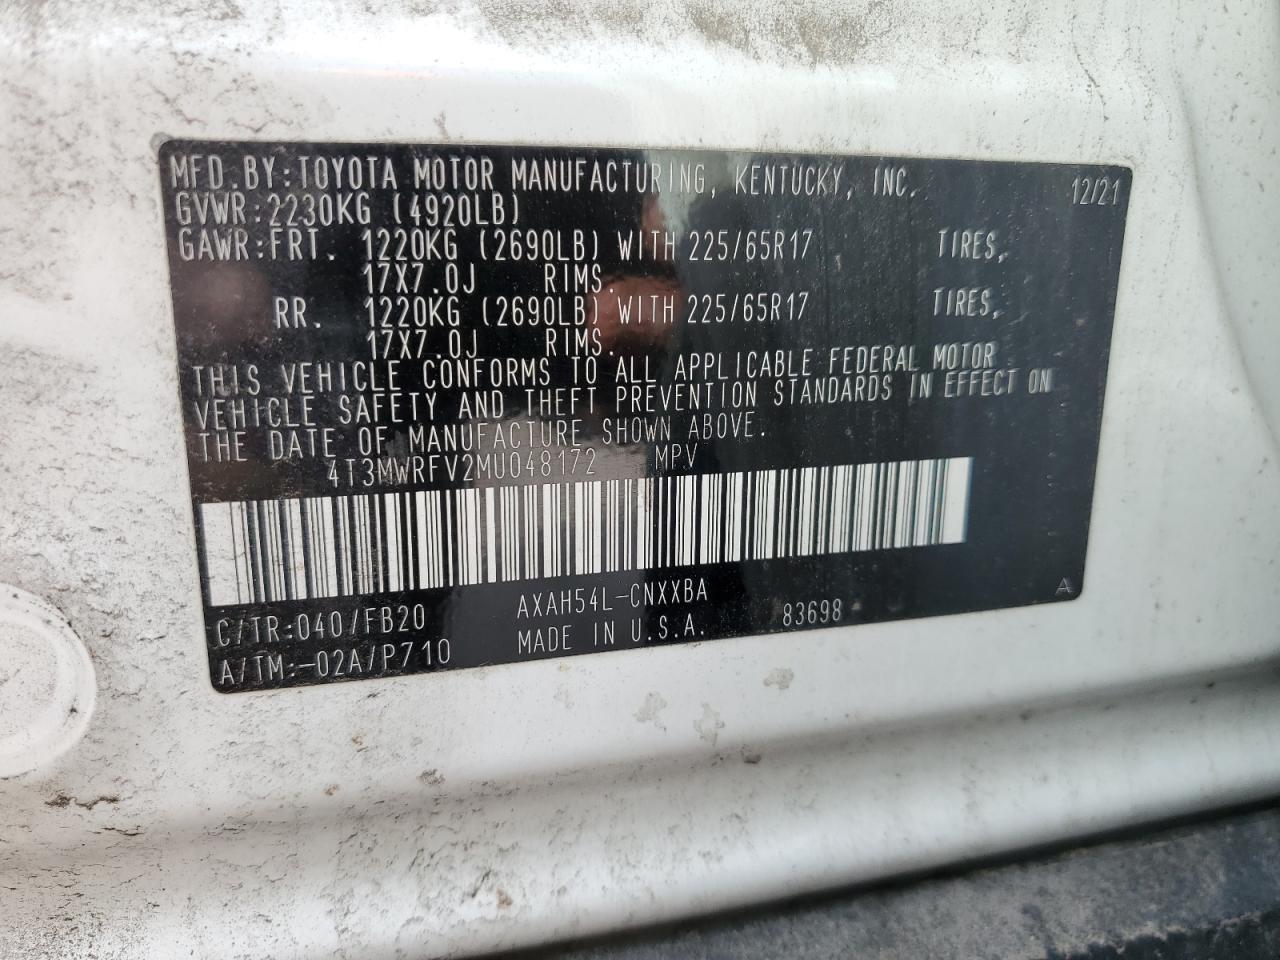 MFD.BY:TOYOTA MOTOR MANUFACTURING, KENTUCKY, INC. 12/21
GVWR:2230KG (4920LB)
GAWR:FRT. 1220KG (2690LB) WITH 225/65R17 TIRES,
17X7.0J RIMS.
RR. 1220KG (2690LB) WITH 225/65R17 TIRES,
17X7.0J RIMS.
THIS VEHICLE CONFORMS TO ALL APPLICABLE FEDERAL MOTOR
VEHICLE SAFETY AND THEFT PREVENTION STANDARDS IN EFFECT ON
THE DATE OF MANUFACTURE SHOWN ABOVE.
4T3MWRFV2MU048172 MPV
C/TR:040/FB20 AXAH54L-CNXXBA A
A/TM:-02A/P710 MADE IN U.S.A. 83698